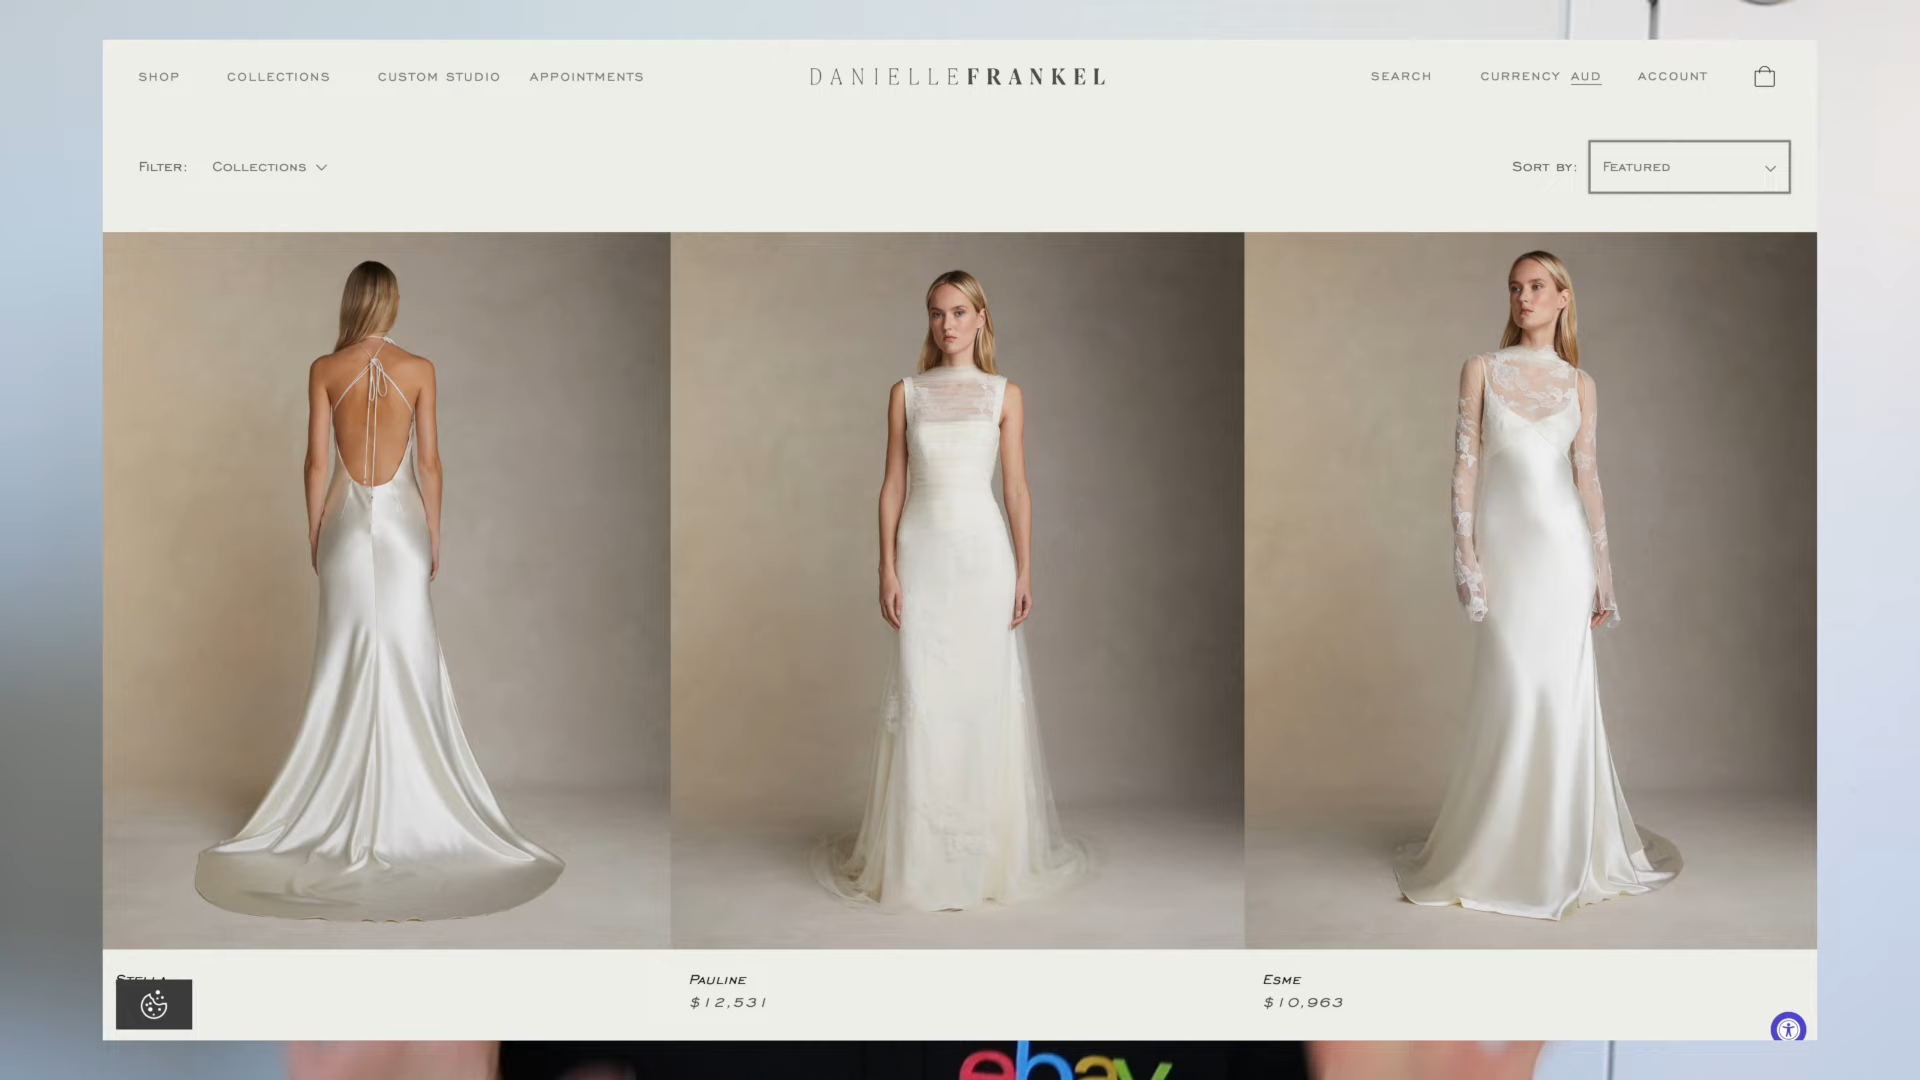 SHOP COLLECTIONS CUSTOM STUDIO APPOINTMENTS DANIELLEFRANKEL SEARCH CURRENCY AUD ACCOUNT
FILTER: COLLECTIONS SORT BY: FEATURED
STELLA PAULINE ESME
$12,531 $10,963
ebay